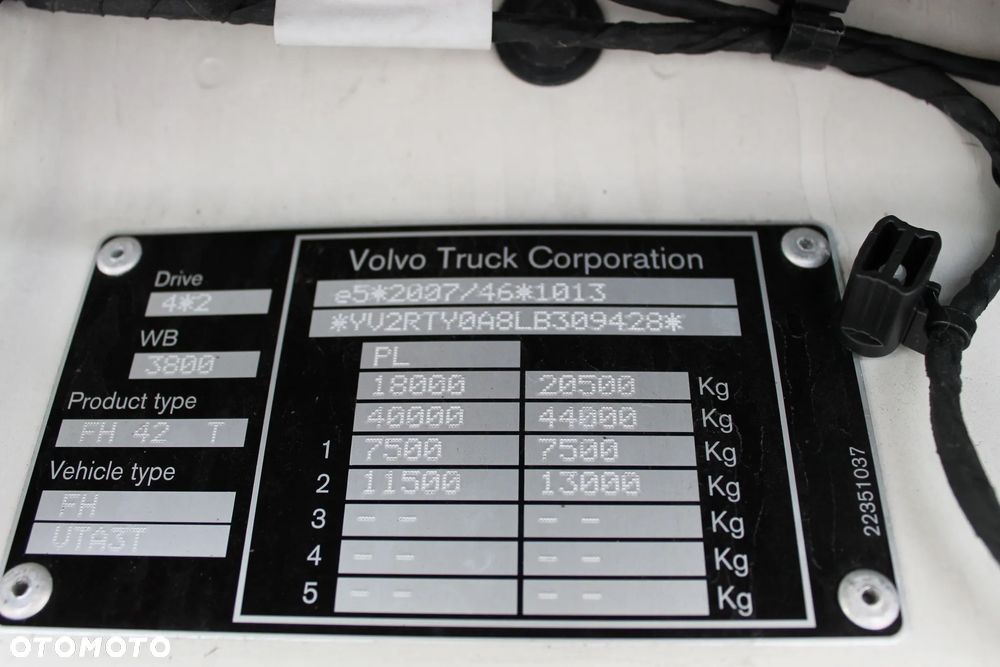 Volvo Truck Corporation
e5*2007/46*1013
*YV2RTY0A8LB309428*
Drive
4*2
WB
3800
Product type
FH 42 T
Vehicle type
FH
VTA3T
PL
18000 20500 Kg
40000 44000 Kg
1 7500 7500 Kg
2 11500 13000 Kg
3 -- -- Kg
4 -- -- Kg
5 -- -- Kg
22351037
OTOMOTO